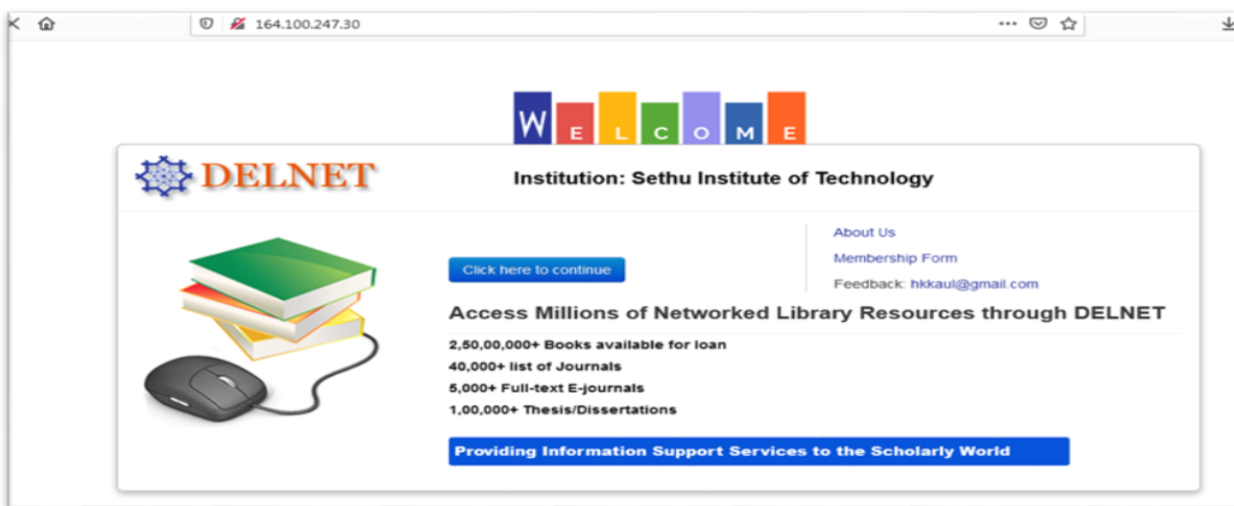 164.100.247.30
WELCOME
DELNET
Institution: Sethu Institute of Technology
Click here to continue
About Us
Membership Form
Feedback: hkkaul@gmail.com
Access Millions of Networked Library Resources through DELNET
2,50,00,000+ Books available for loan
40,000+ list of Journals
5,000+ Full-text E-journals
1,00,000+ Thesis/Dissertations
Providing Information Support Services to the Scholarly World